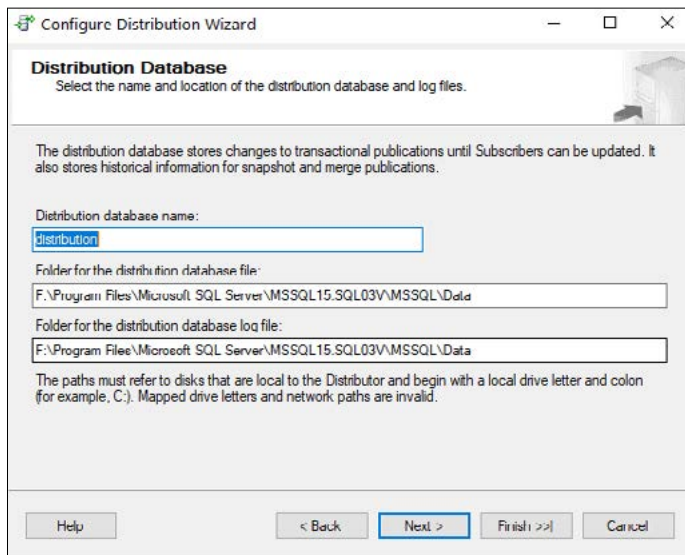 Configure Distribution Wizard
Distribution Database
Select the name and location of the distribution database and log files.
The distribution database stores changes to transactional publications until Subscribers can be updated. It
also stores historical information for snapshot and merge publications.
Distribution database name:
distribution
Folder for the distribution database file:
F:\Program Files\Microsoft SQL Server\MSSQL15.SQL03V\MSSQL\Data
Folder for the distribution database log file:
F:\Program Files\Microsoft SQL Server\MSSQL15.SQL03V\MSSQL\Data
The paths must refer to disks that are local to the Distributor and begin with a local drive letter and colon
(for example, C:). Mapped drive letters and network paths are invalid.
Help
< Back
Next >
Finish >>|
Cancel